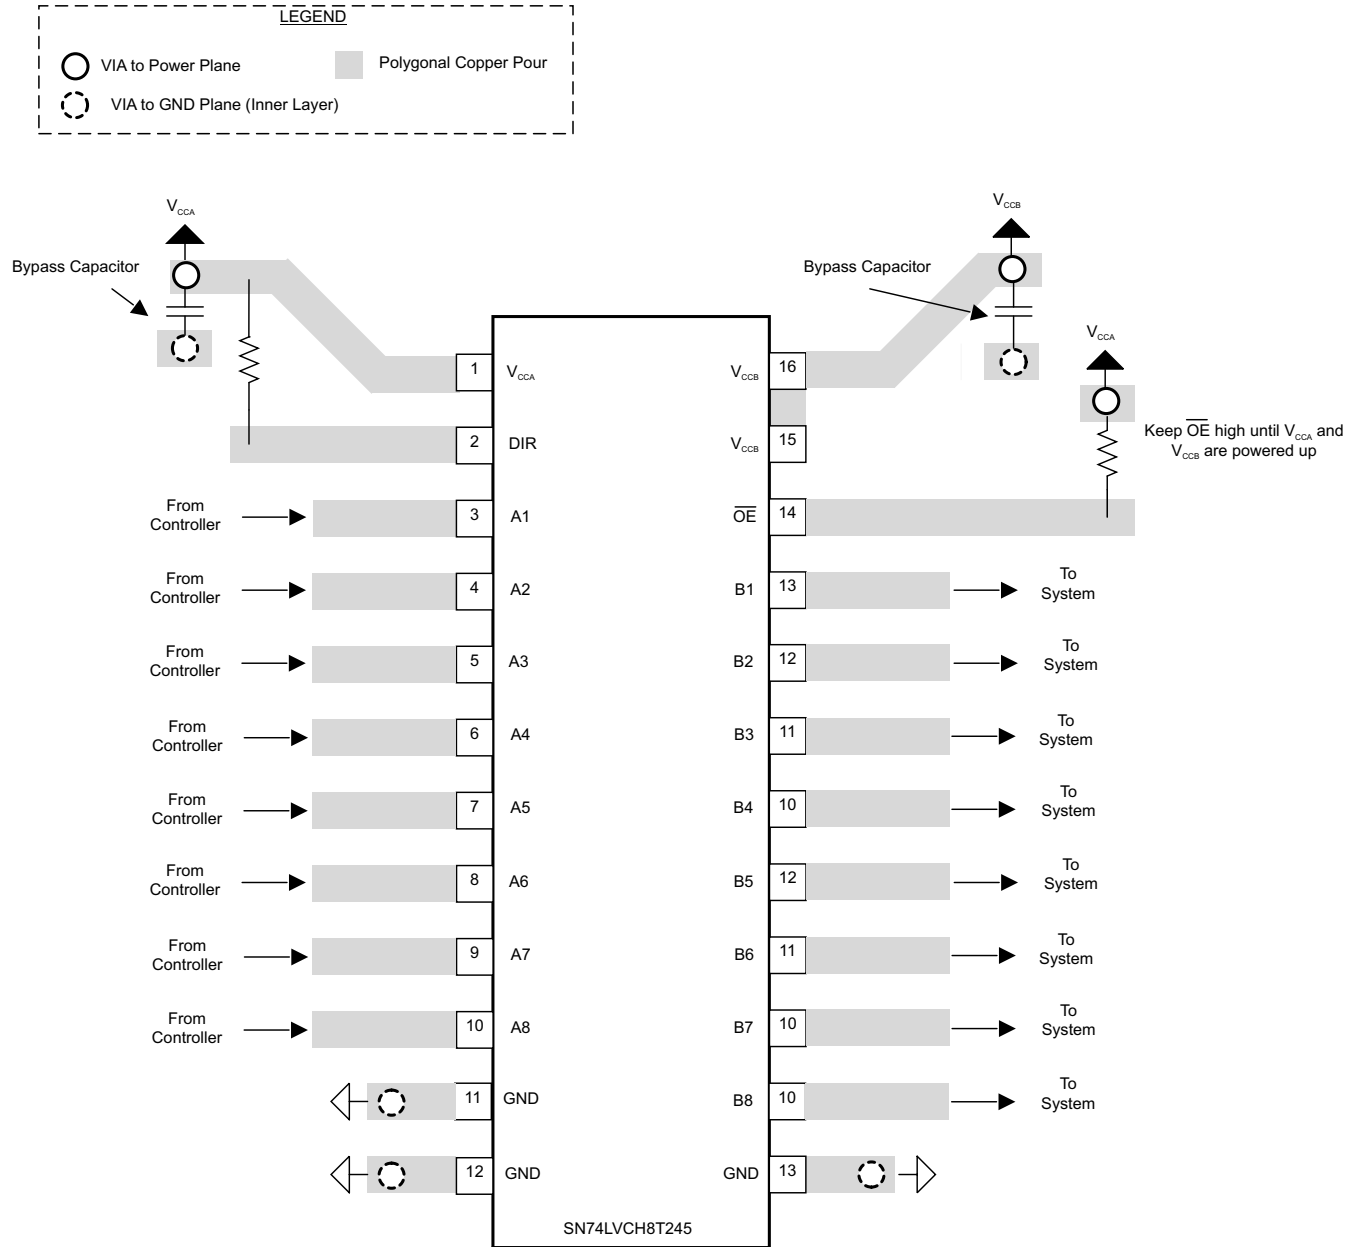 LEGEND
VIA to Power Plane
Polygonal Copper Pour
VIA to GND Plane (Inner Layer)
VCCA
Bypass Capacitor
VCCB
Bypass Capacitor
VCCA
Keep O̅E̅ high until VCCA and
VCCB are powered up
1 VCCA
VCCB 16
2 DIR
VCCB 15
From
Controller
3 A1
O̅E̅ 14
From
Controller
4 A2
B1 13
To
System
From
Controller
5 A3
B2 12
To
System
From
Controller
6 A4
B3 11
To
System
From
Controller
7 A5
B4 10
To
System
From
Controller
8 A6
B5 12
To
System
From
Controller
9 A7
B6 11
To
System
From
Controller
10 A8
B7 10
To
System
11 GND
B8 10
To
System
12 GND
GND 13
SN74LVCH8T245